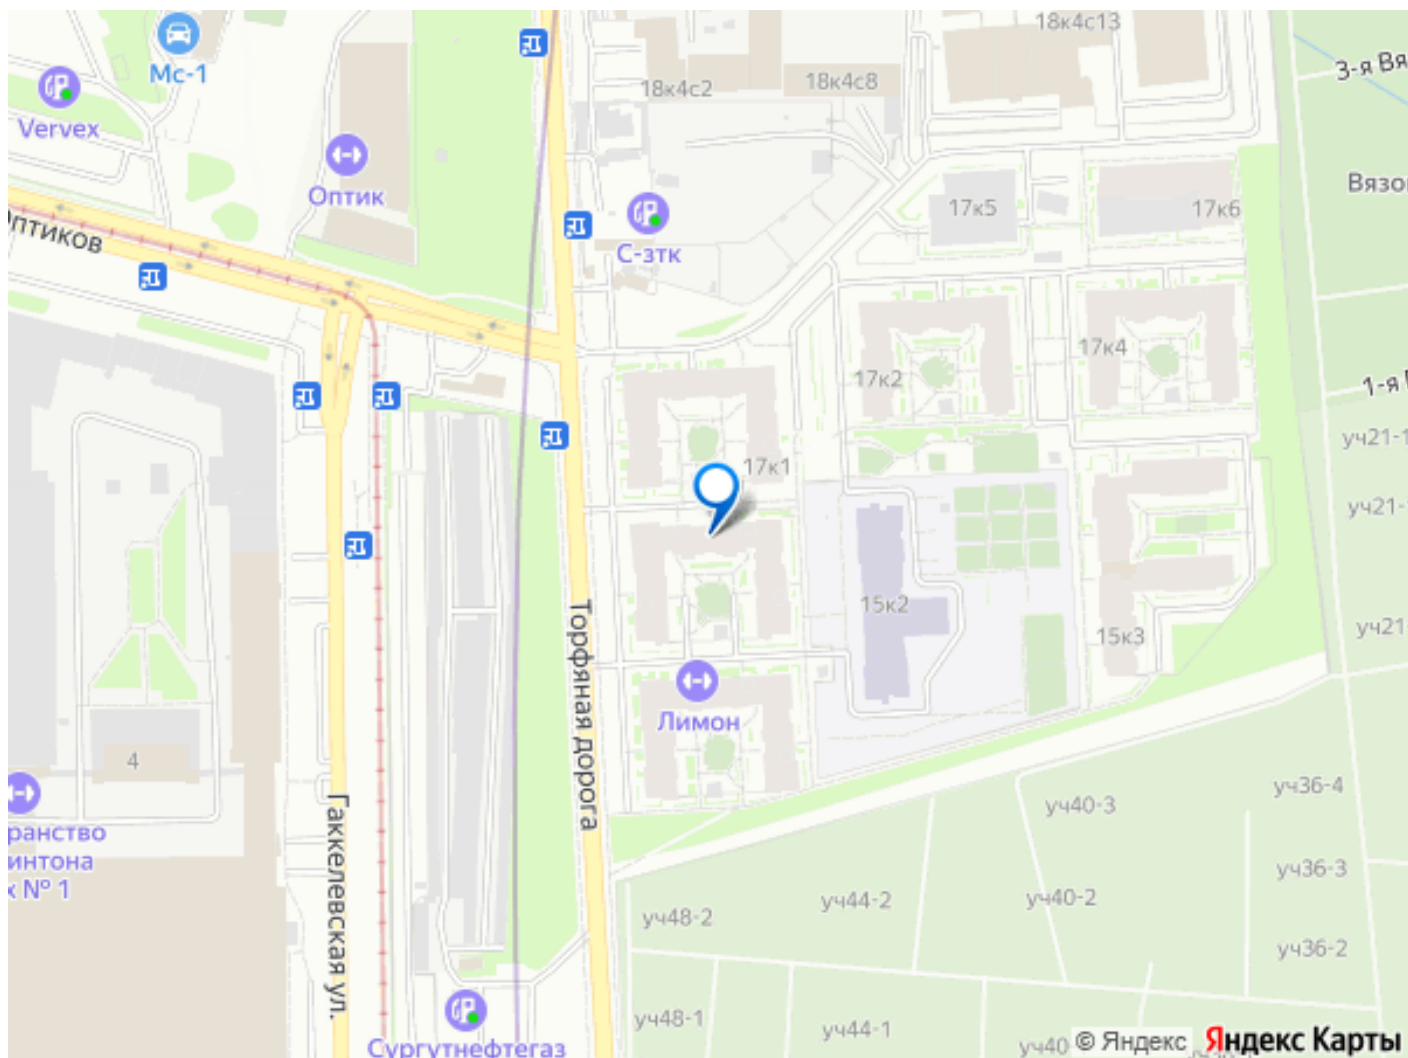 18к4с13
3-я Вя
Мс-1
18к4с2
18к4с8
Vervex
Оптик
Вязо
17к5
17к6
Оптиков
С-зтк
17к4
17к2
1-я
уч21-1
17к1
уч21-
15к2
уч21
15к3
Торфяная дорога
Лимон
4
уч36-4
уч40-3
ранство
интона
х № 1
Гаккелевская ул.
уч36-3
уч44-2
уч40-2
уч48-2
уч36-2
уч48-1
уч44-1
уч40
© Яндекс
Яндекс Карты
Сургутнефтегаз